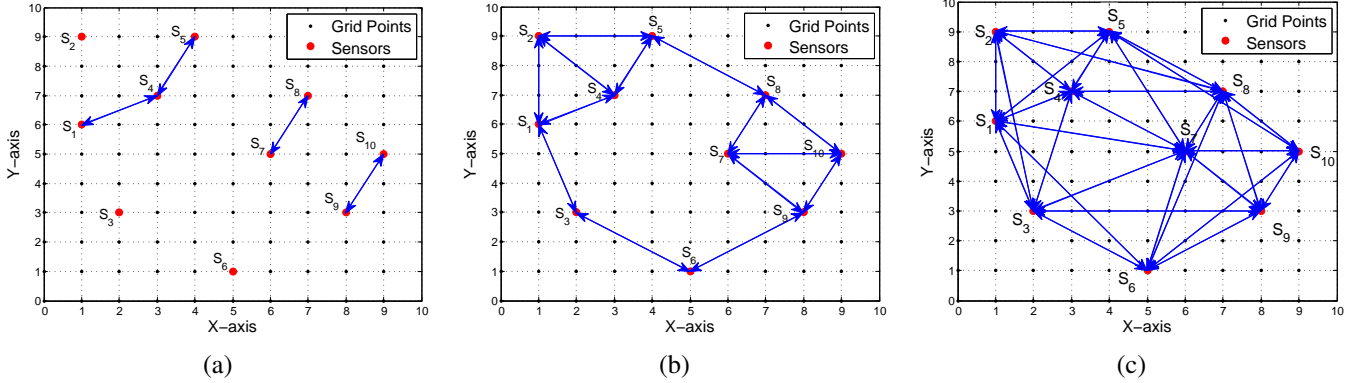 Grid Points
Sensors
S2
S5
S4
S8
S1
S7
S10
S9
S3
S6
9
8
7
6
5
4
3
2
1
0
0 1 2 3 4 5 6 7 8 9 10
Y−axis
X−axis
(a)
10
9
8
7
6
5
4
3
2
1
0
0 1 2 3 4 5 6 7 8 9 10
Y−axis
X−axis
Grid Points
Sensors
S2
S5
S8
S4
S1
S7
S10
S3
S9
S6
(b)
10
9
8
7
6
5
4
3
2
1
0
0 1 2 3 4 5 6 7 8 9 10
Y−axis
X−axis
Grid Points
Sensors
S5
S2
S4
S8
S1
S7
S10
S3
S9
S6
(c)